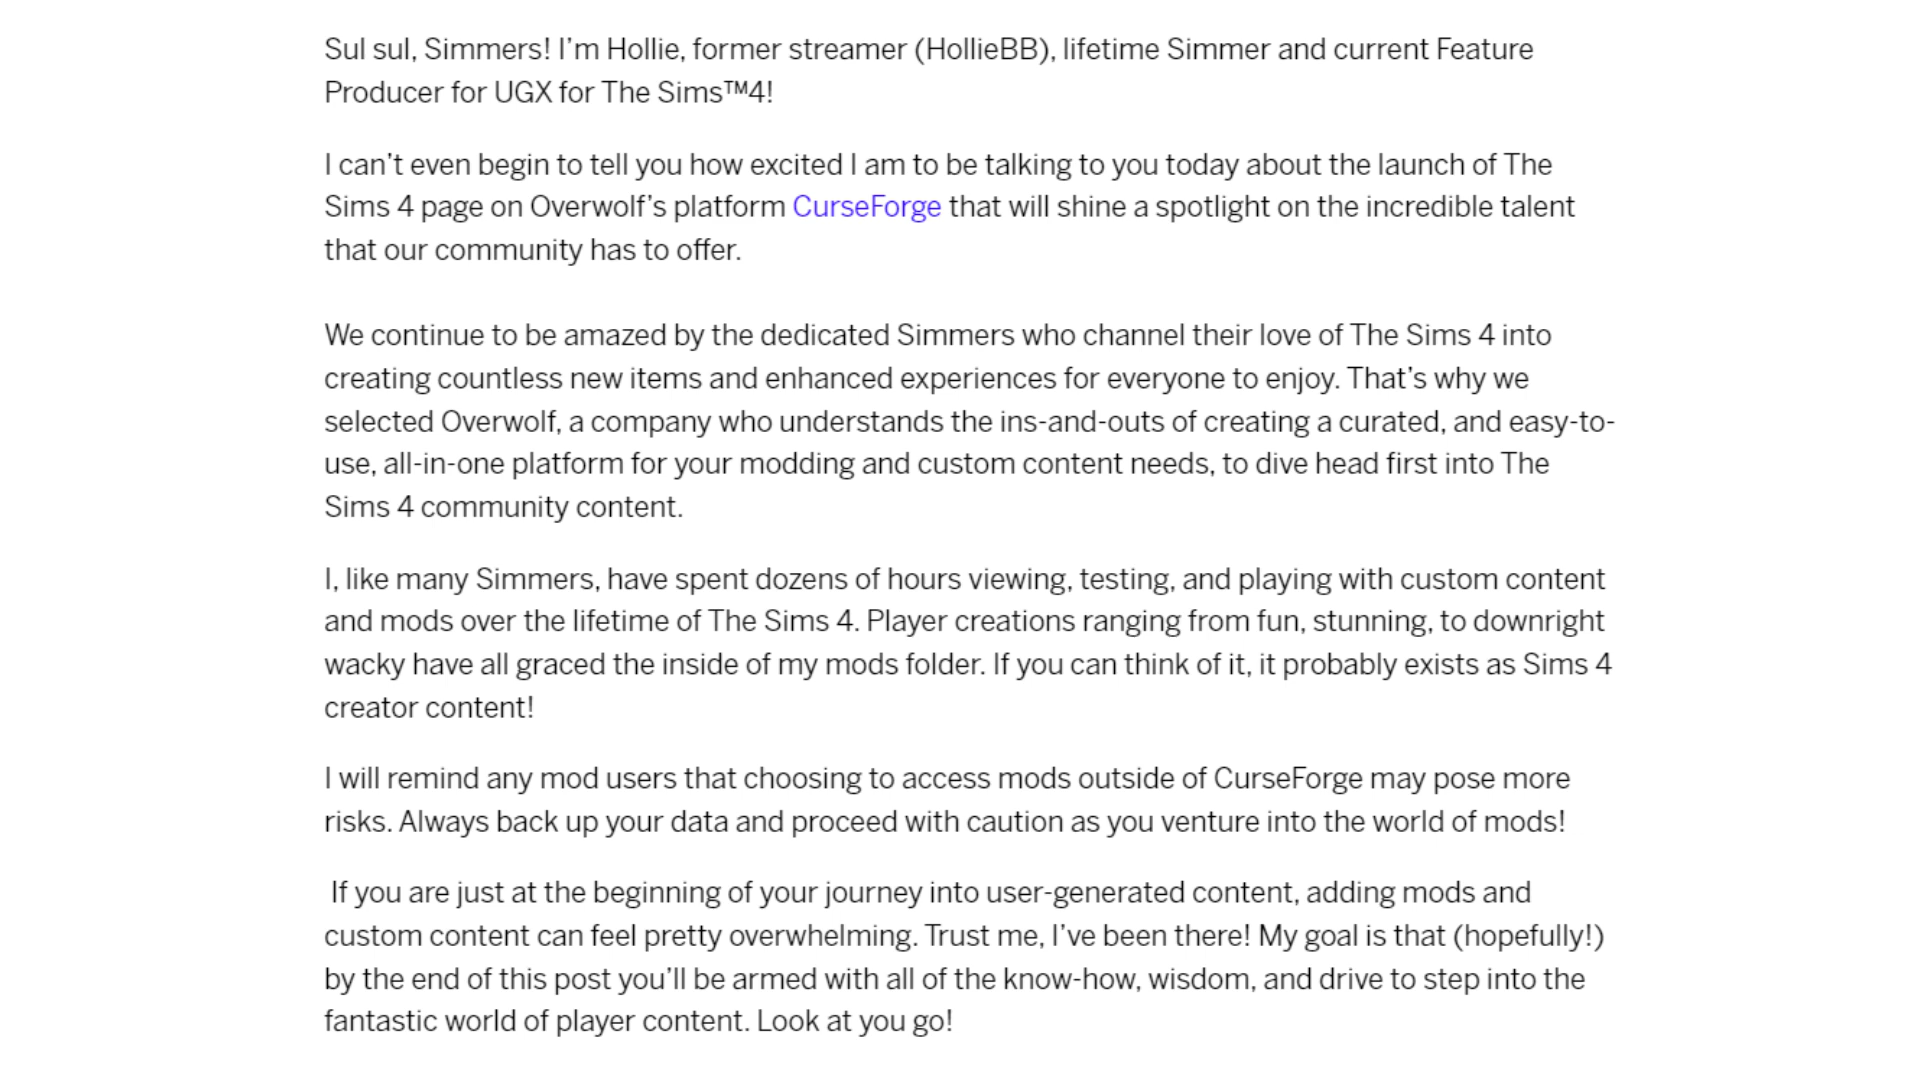 Sul sul, Simmers! I’m Hollie, former streamer (HollieBB), lifetime Simmer and current Feature
Producer for UGX for The Sims™4!
I can’t even begin to tell you how excited I am to be talking to you today about the launch of The
Sims 4 page on Overwolf’s platform CurseForge that will shine a spotlight on the incredible talent
that our community has to offer.
We continue to be amazed by the dedicated Simmers who channel their love of The Sims 4 into
creating countless new items and enhanced experiences for everyone to enjoy. That’s why we
selected Overwolf, a company who understands the ins-and-outs of creating a curated, and easy-to-
use, all-in-one platform for your modding and custom content needs, to dive head first into The
Sims 4 community content.
I, like many Simmers, have spent dozens of hours viewing, testing, and playing with custom content
and mods over the lifetime of The Sims 4. Player creations ranging from fun, stunning, to downright
wacky have all graced the inside of my mods folder. If you can think of it, it probably exists as Sims 4
creator content!
I will remind any mod users that choosing to access mods outside of CurseForge may pose more
risks. Always back up your data and proceed with caution as you venture into the world of mods!
If you are just at the beginning of your journey into user-generated content, adding mods and
custom content can feel pretty overwhelming. Trust me, I’ve been there! My goal is that (hopefully!)
by the end of this post you’ll be armed with all of the know-how, wisdom, and drive to step into the
fantastic world of player content. Look at you go!